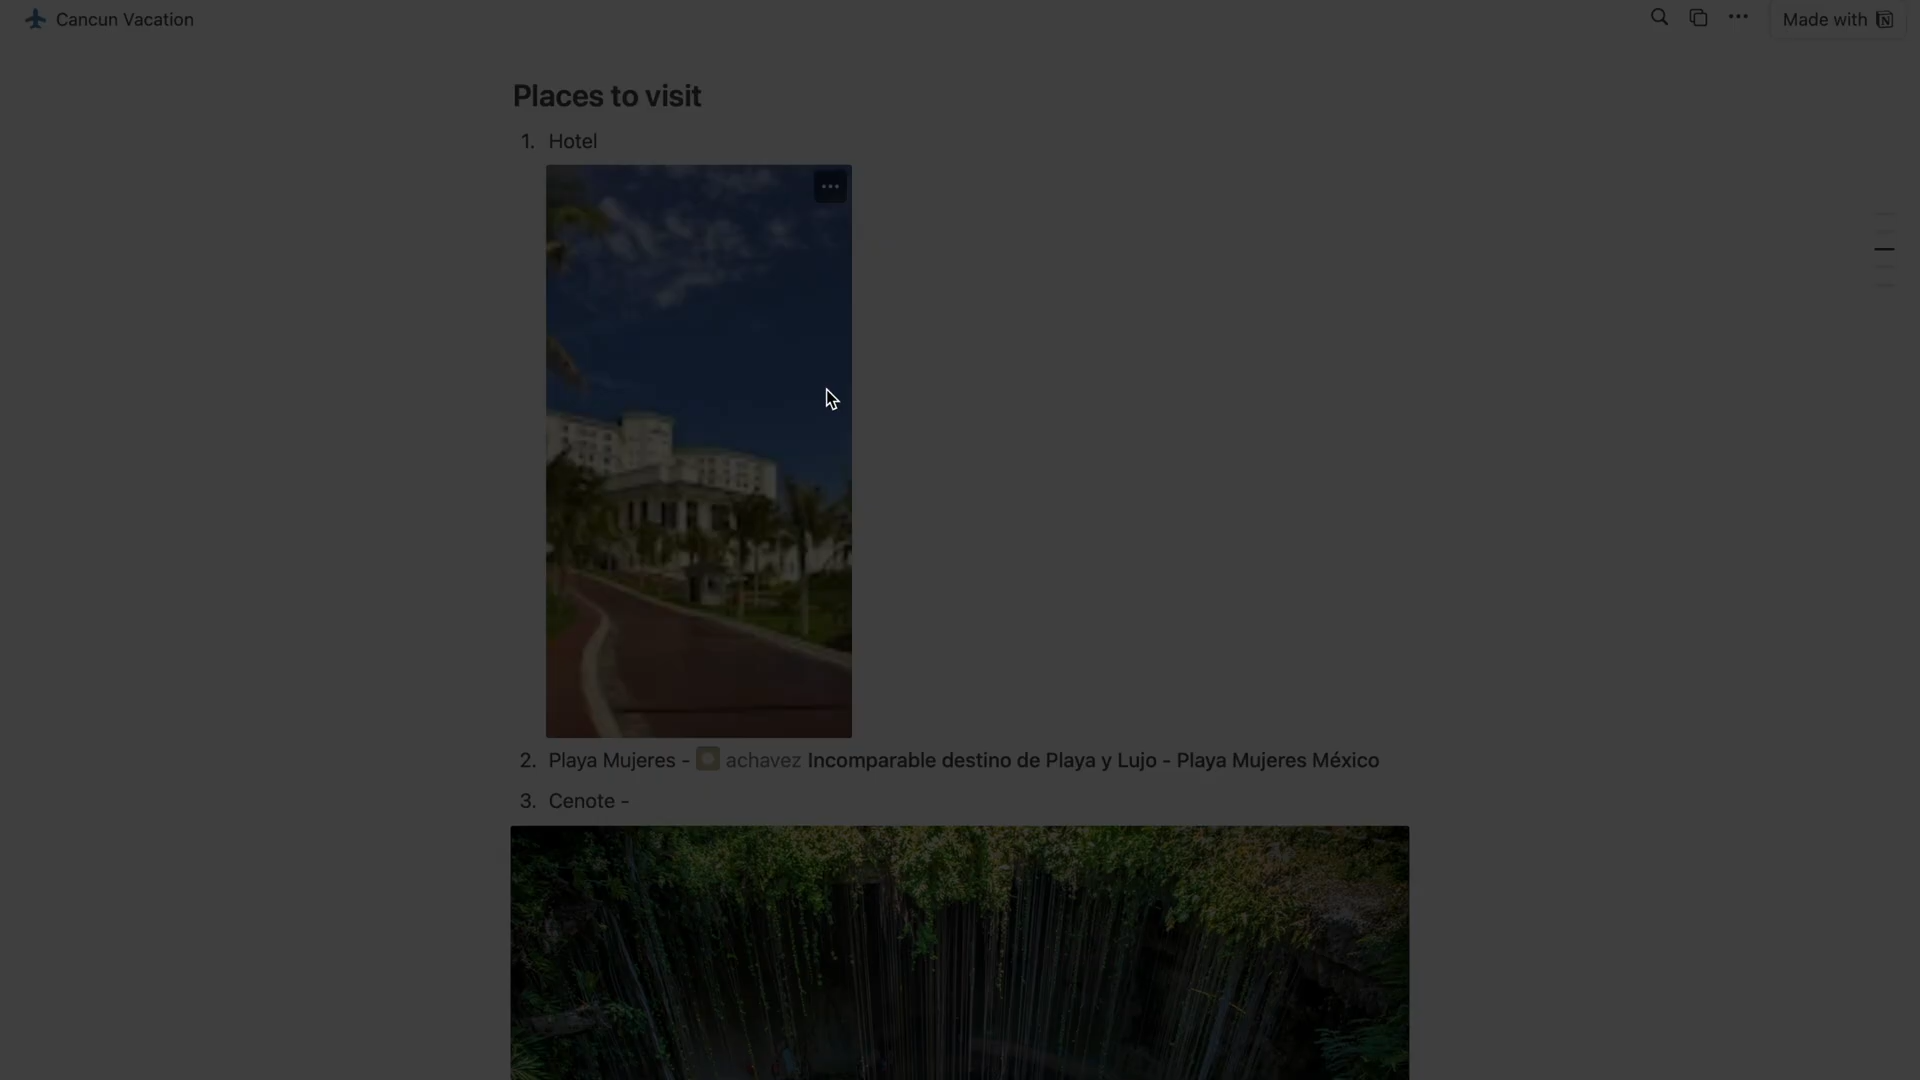 Cancun Vacation
Made with
Places to visit
1. Hotel
2. Playa Mujeres - achavez Incomparable destino de Playa y Lujo - Playa Mujeres México
3. Cenote -